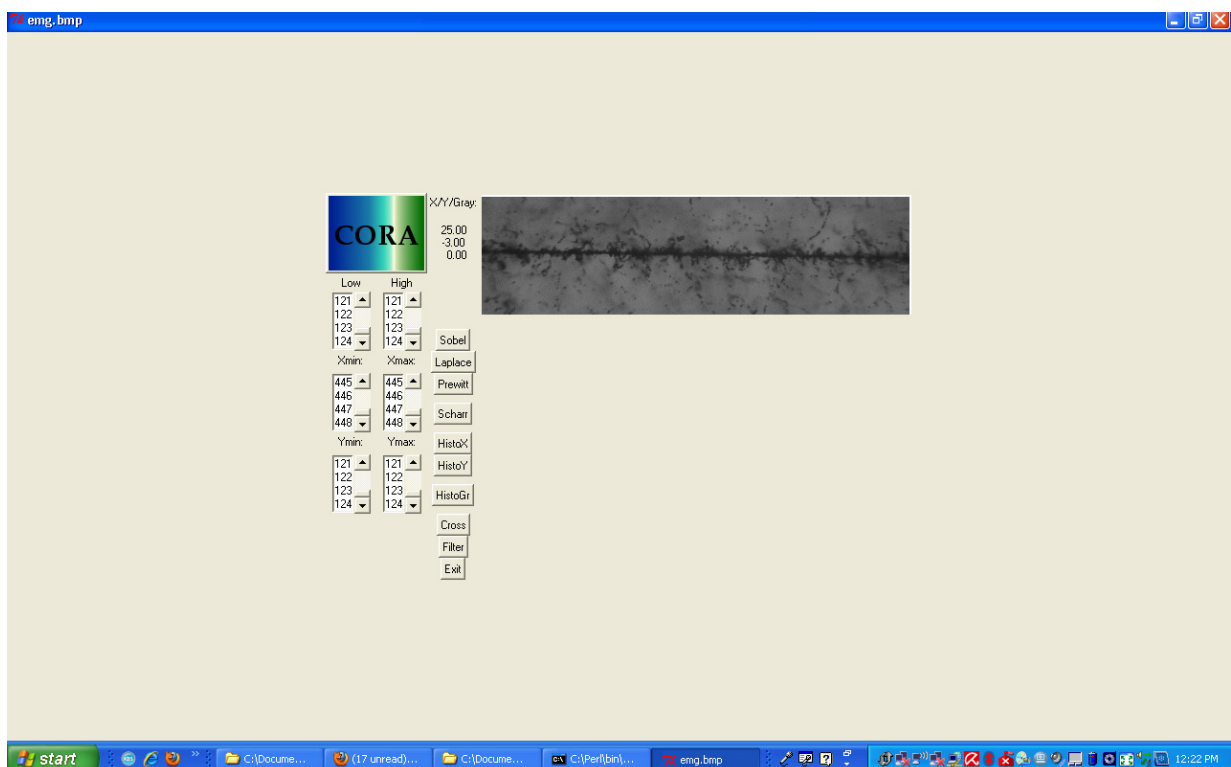 emg.bmp
CORA
X/Y/Gray:
25.00
-3.00
0.00
Low High
121 121
122 122
123 123
124 124
Xmin: Xmax:
445 445
446 446
447 447
448 448
Ymin: Ymax:
121 121
122 122
123 123
124 124
Sobel
Laplace
Prewitt
Scharr
HistoX
HistoY
HistoGr
Cross
Filter
Exit
start C:\Docume... (17 unread)... C:\Docume... C:\Perl\bin\... emg.bmp 12:22 PM